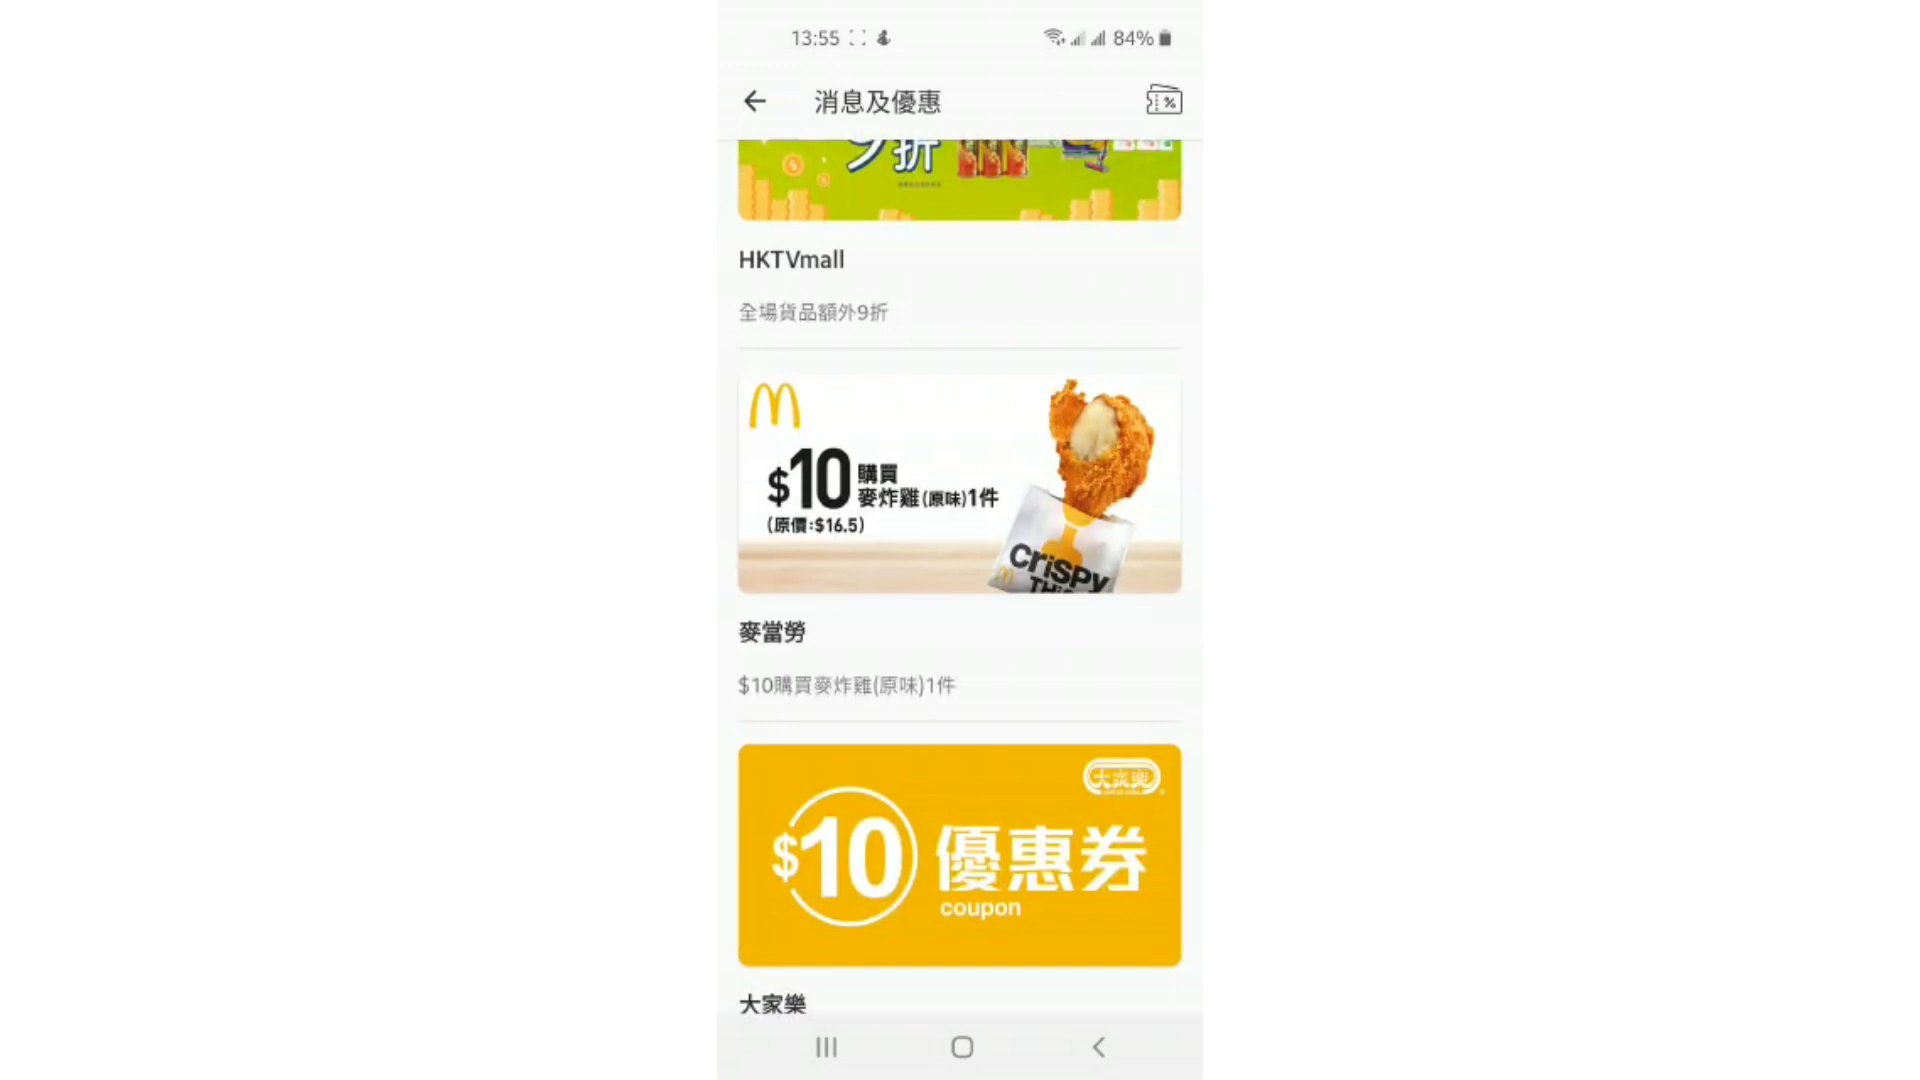 13:55
84%
消息及優惠
9折
HKTVmall
全場貨品額外9折
$10 購買
麥炸雞(原味)1件
(原價:$16.5)
crispy
麥當勞
$10購買麥炸雞(原味)1件
大家樂
$10 優惠券
coupon
大家樂